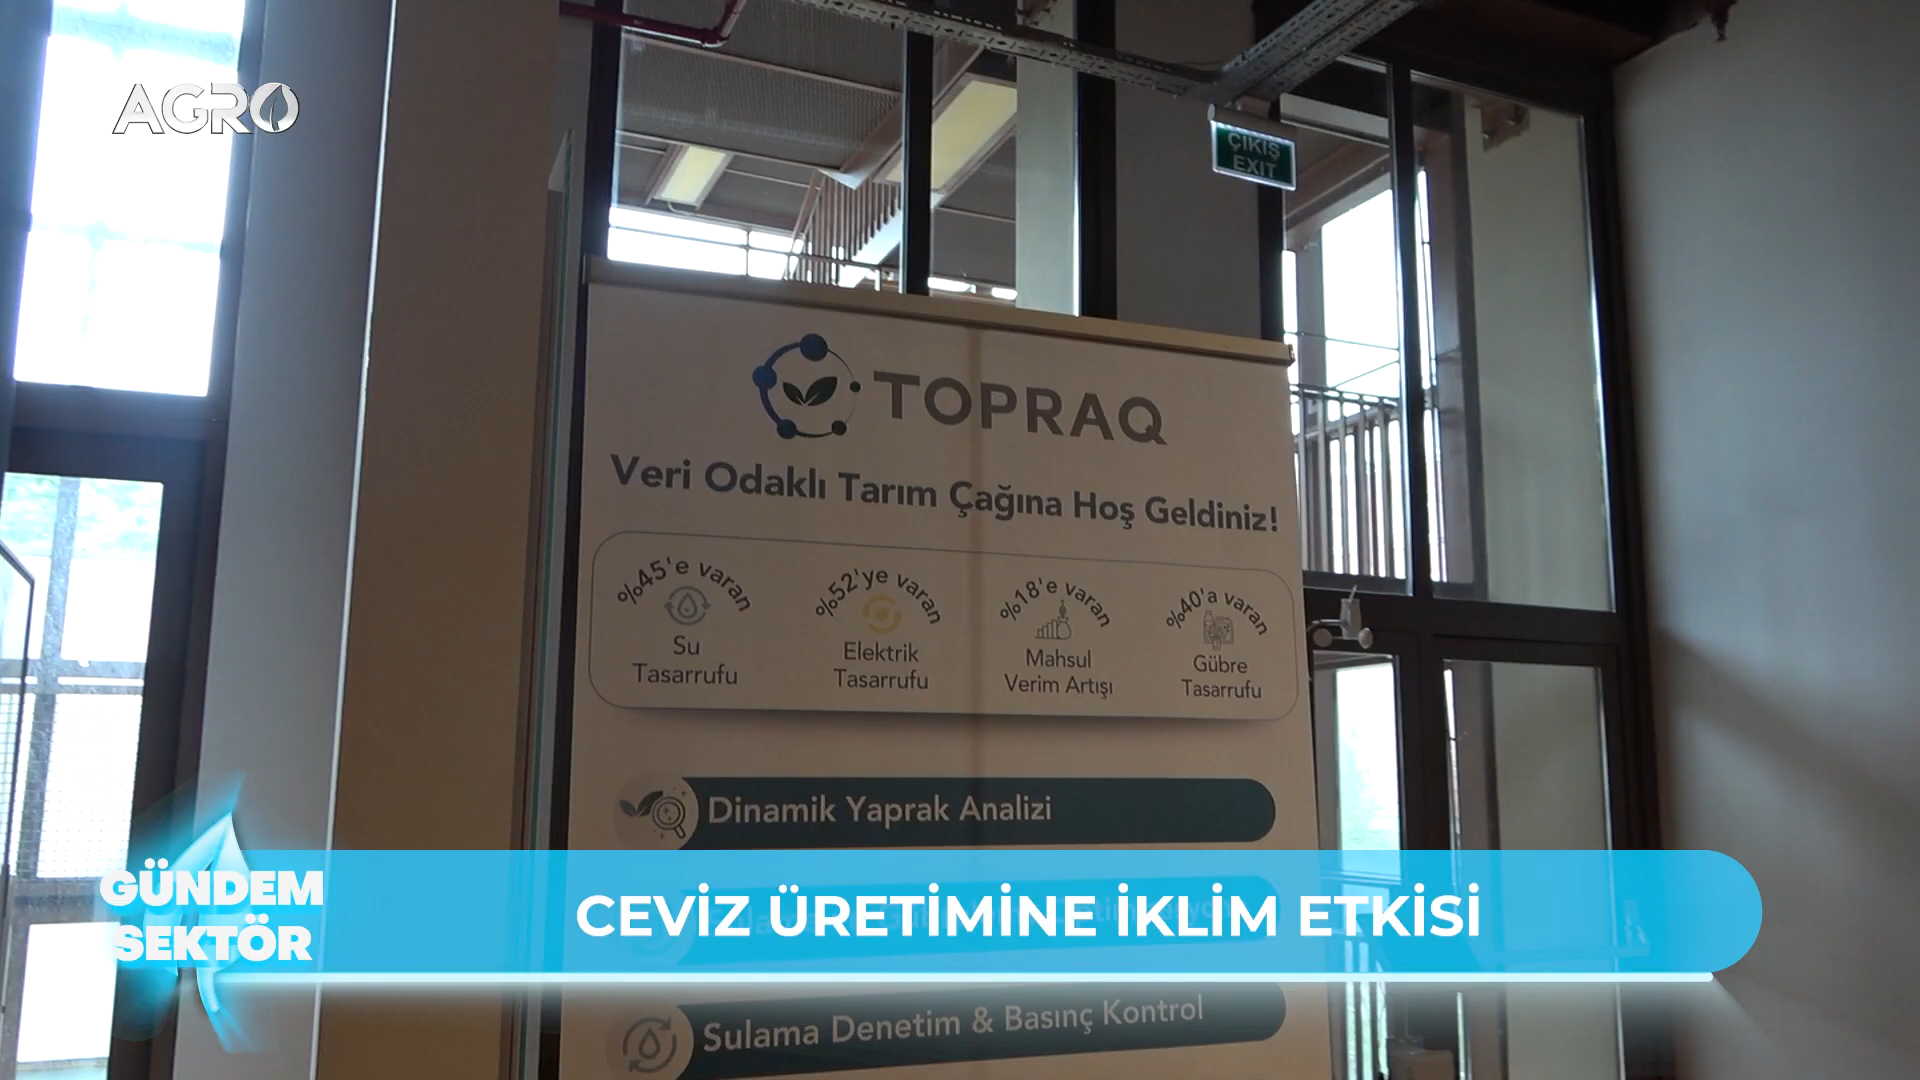 AGRO
ÇIKIŞ
EXIT
TOPRAQ
Veri Odaklı Tarım Çağına Hoş Geldiniz!
%45'e varan
Su
Tasarrufu
%52'ye varan
Elektrik
Tasarrufu
%18'e varan
Mahsul
Verim Artışı
%40'a varan
Gübre
Tasarrufu
Dinamik Yaprak Analizi
GÜNDEM
SEKTÖR
CEVİZ ÜRETİMİNE İKLİM ETKİSİ
Sulama Denetim & Basınç Kontrol